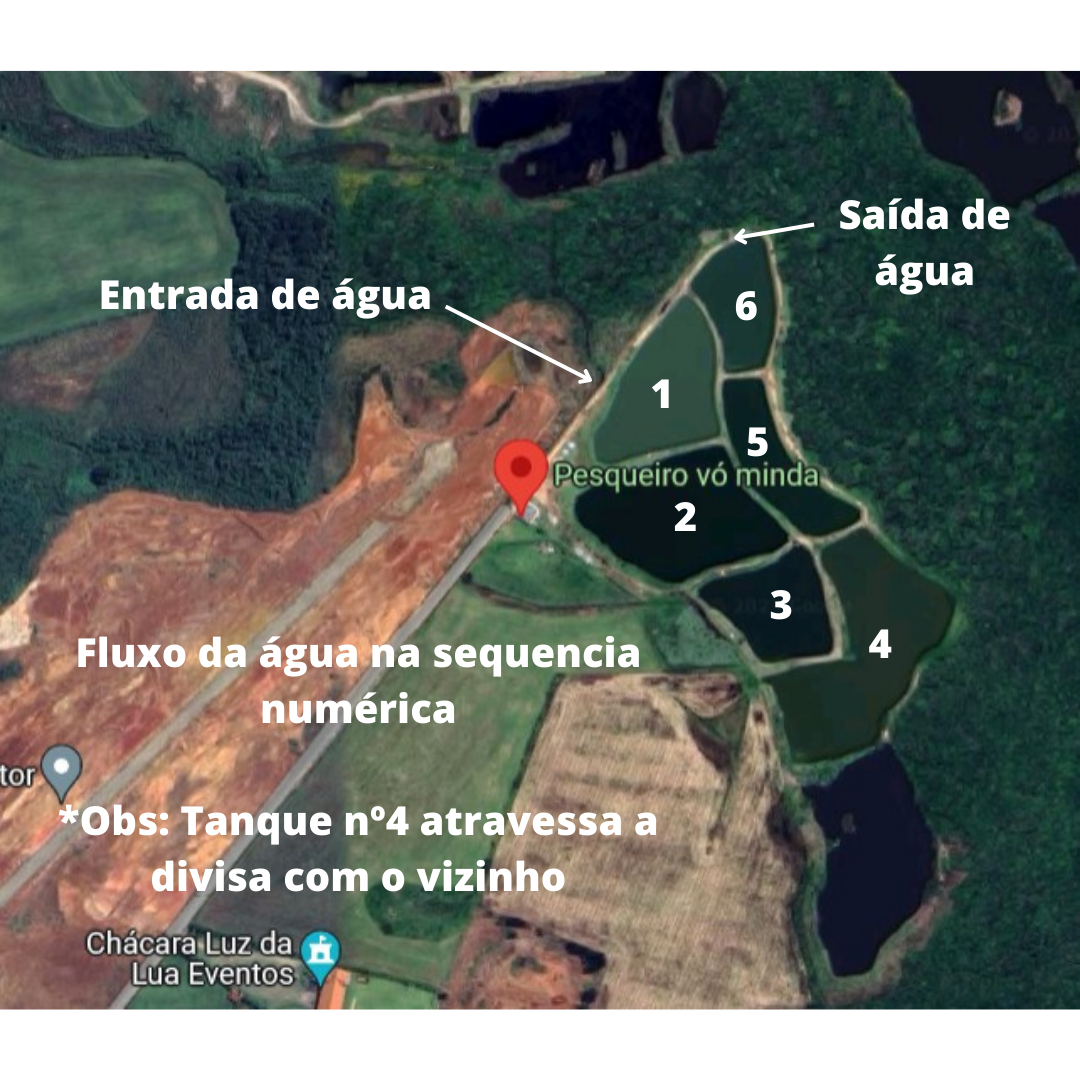 Saída de
água
Entrada de água
6
1
5
Pesqueiro vó minda
2
3
4
Fluxo da água na sequencia
numérica
tor
*Obs: Tanque nº4 atravessa a
divisa com o vizinho
Chácara Luz da
Lua Eventos